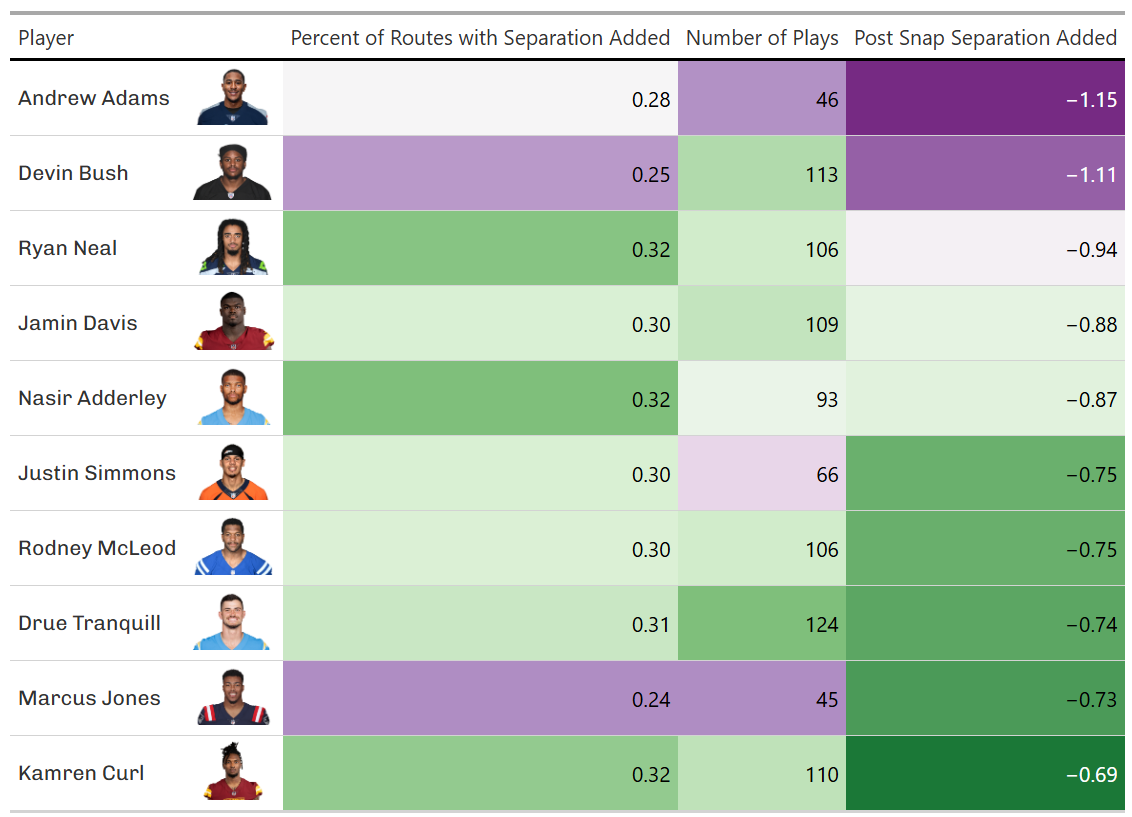 Player Percent of Routes with Separation Added Number of Plays Post Snap Separation Added
Andrew Adams 0.28 46 −1.15
Devin Bush 0.25 113 −1.11
Ryan Neal 0.32 106 −0.94
Jamin Davis 0.30 109 −0.88
Nasir Adderley 0.32 93 −0.87
Justin Simmons 0.30 66 −0.75
Rodney McLeod 0.30 106 −0.75
Drue Tranquill 0.31 124 −0.74
Marcus Jones 0.24 45 −0.73
Kamren Curl 0.32 110 −0.69